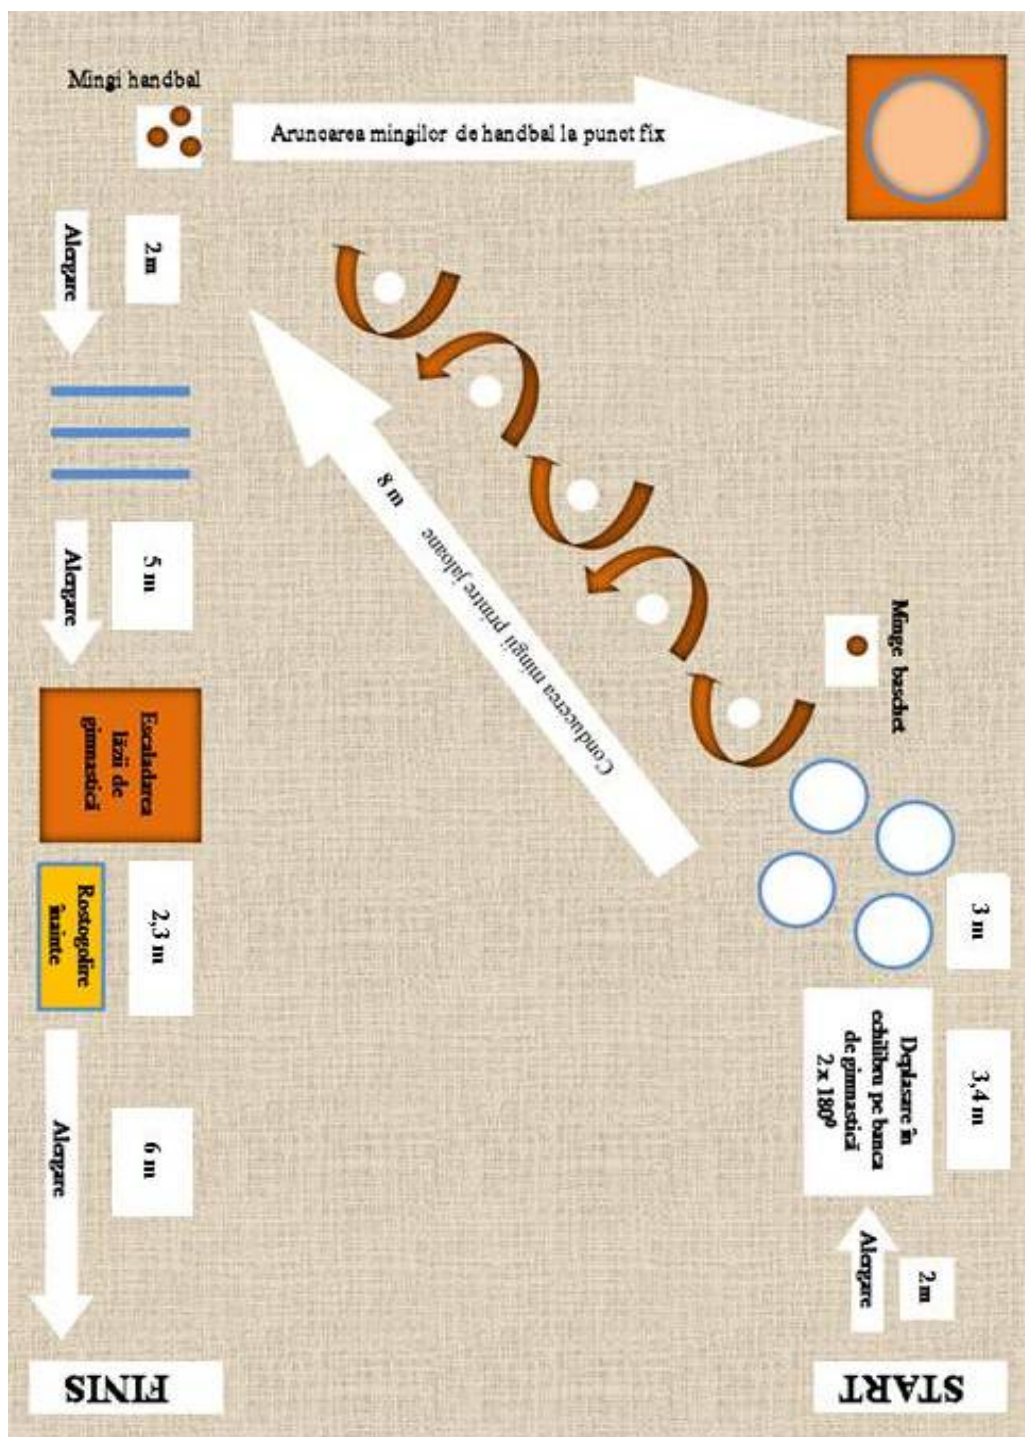 Mingi handbal
Aruncarea mingilor de handbal la punct fix
Alergare
2 m
8 m
Conducerea mingii printre jaloane
Alergare
5 m
Minge baschet
Escaladarea
lăzii de
gimnastică
Rostogolire
înainte
2,3 m
3 m
Deplasare în
echilibru pe banca
de gimnastică
2 x 180⁰
3,4 m
Alergare
6 m
Alergare
2 m
FINIS
START